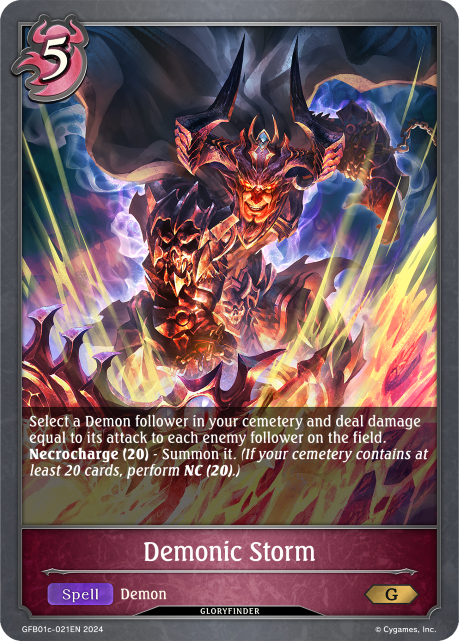 5
Select a Demon follower in your cemetery and deal damage
equal to its attack to each enemy follower on the field.
Necrocharge (20) - Summon it. (If your cemetery contains at
least 20 cards, perform NC (20).)
Demonic Storm
Spell Demon G
GLORYFINDER
GFB01c-021EN 2024 © Cygames, Inc.